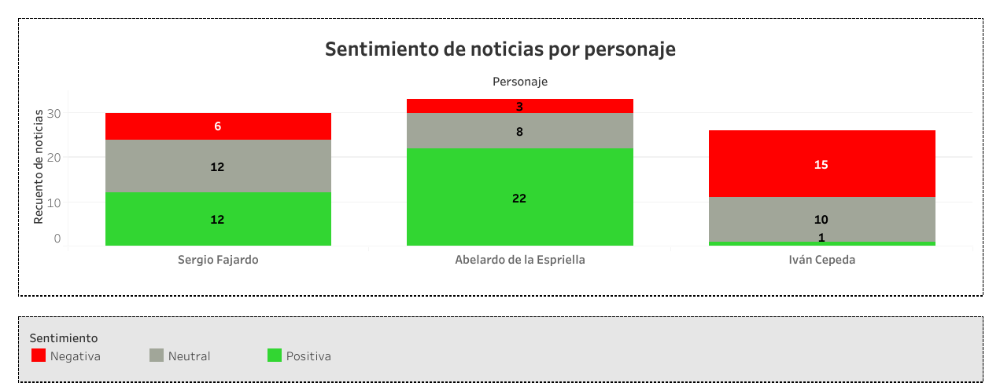 Sentimiento de noticias por personaje
Personaje
Recuento de noticias
30
20
10
0
6
12
12
3
8
22
15
10
1
Sergio Fajardo
Abelardo de la Espriella
Iván Cepeda
Sentimiento
Negativa
Neutral
Positiva